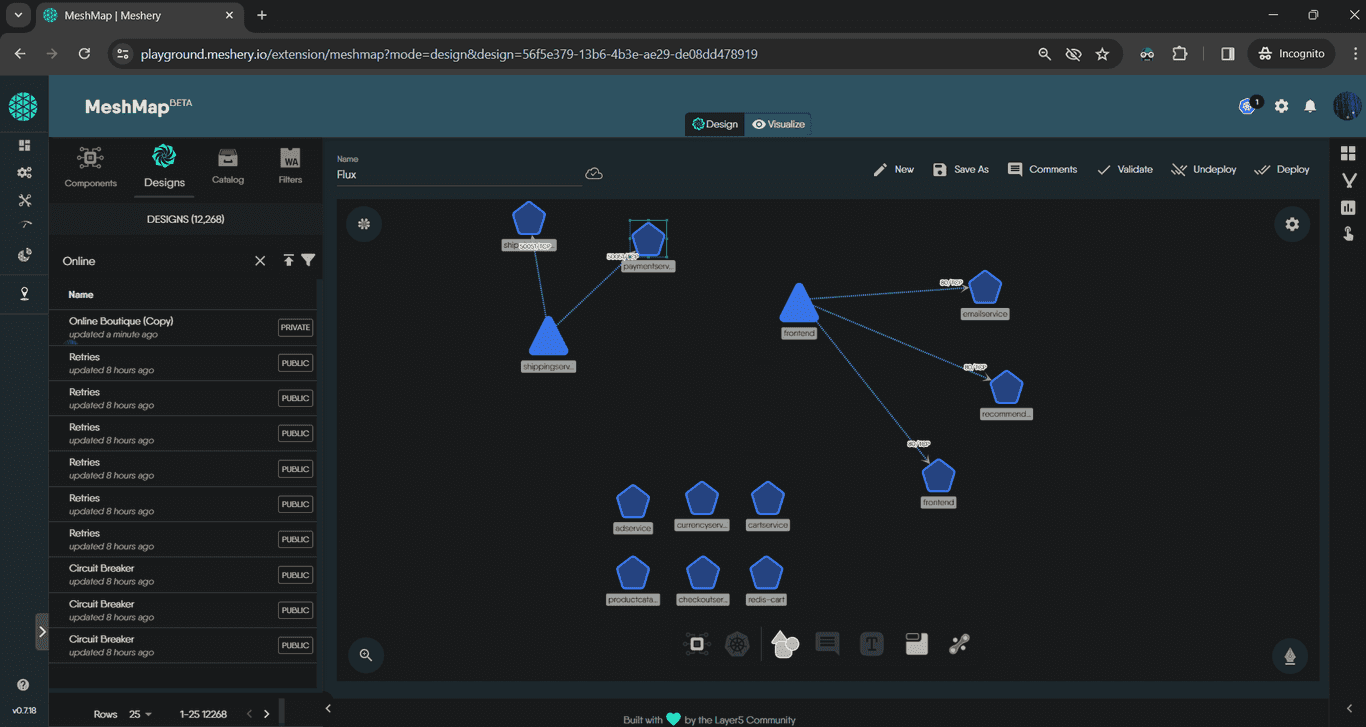 MeshMap | Meshery
playground.meshery.io/extension/meshmap?mode=design&design=56f5e379-13b6-4b3e-ae29-de08dd478919
Incognito
MeshMap BETA
1
Design
Visualize
Components
Designs
Catalog
WA
Filters
Name
Flux
New
Save As
Comments
Validate
Undeploy
Deploy
DESIGNS (12,268)
Online
Name
Online Boutique (Copy)
updated a minute ago
PRIVATE
Retries
updated 8 hours ago
PUBLIC
Retries
updated 8 hours ago
PUBLIC
Retries
updated 8 hours ago
PUBLIC
Retries
updated 8 hours ago
PUBLIC
Retries
updated 8 hours ago
PUBLIC
Retries
updated 8 hours ago
PUBLIC
Circuit Breaker
updated 8 hours ago
PUBLIC
Circuit Breaker
updated 8 hours ago
PUBLIC
Circuit Breaker
updated 8 hours ago
PUBLIC
Rows 25
1-25 12268
v0.7.18
paymentserv...
shippingserv...
frontend
80/TCP
emailservice
80/TCP
recommend...
80/TCP
frontend
adservice
currencyserv...
cartservice
productcata...
checkoutser...
redis-cart
T
Built with by the Layer5 Community